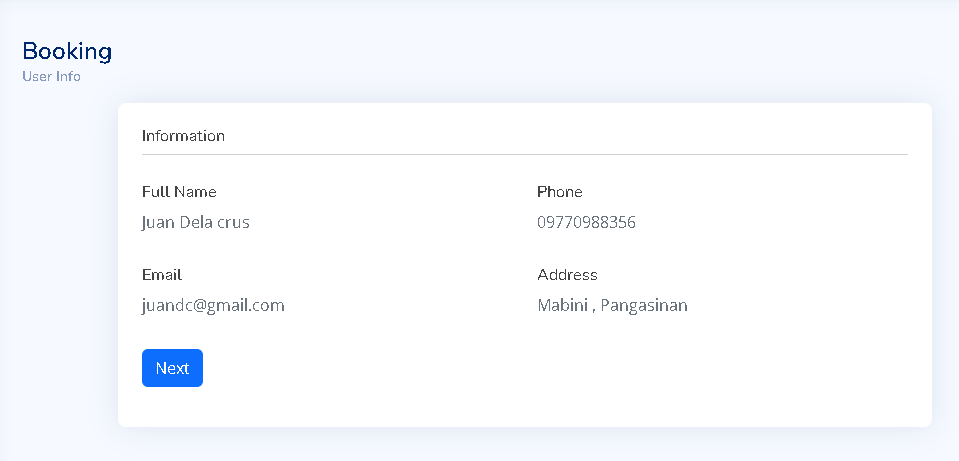 Booking
User Info
Information
Full Name
Phone
Juan Dela crus
09770988356
Email
Address
juandc@gmail.com
Mabini , Pangasinan
Next